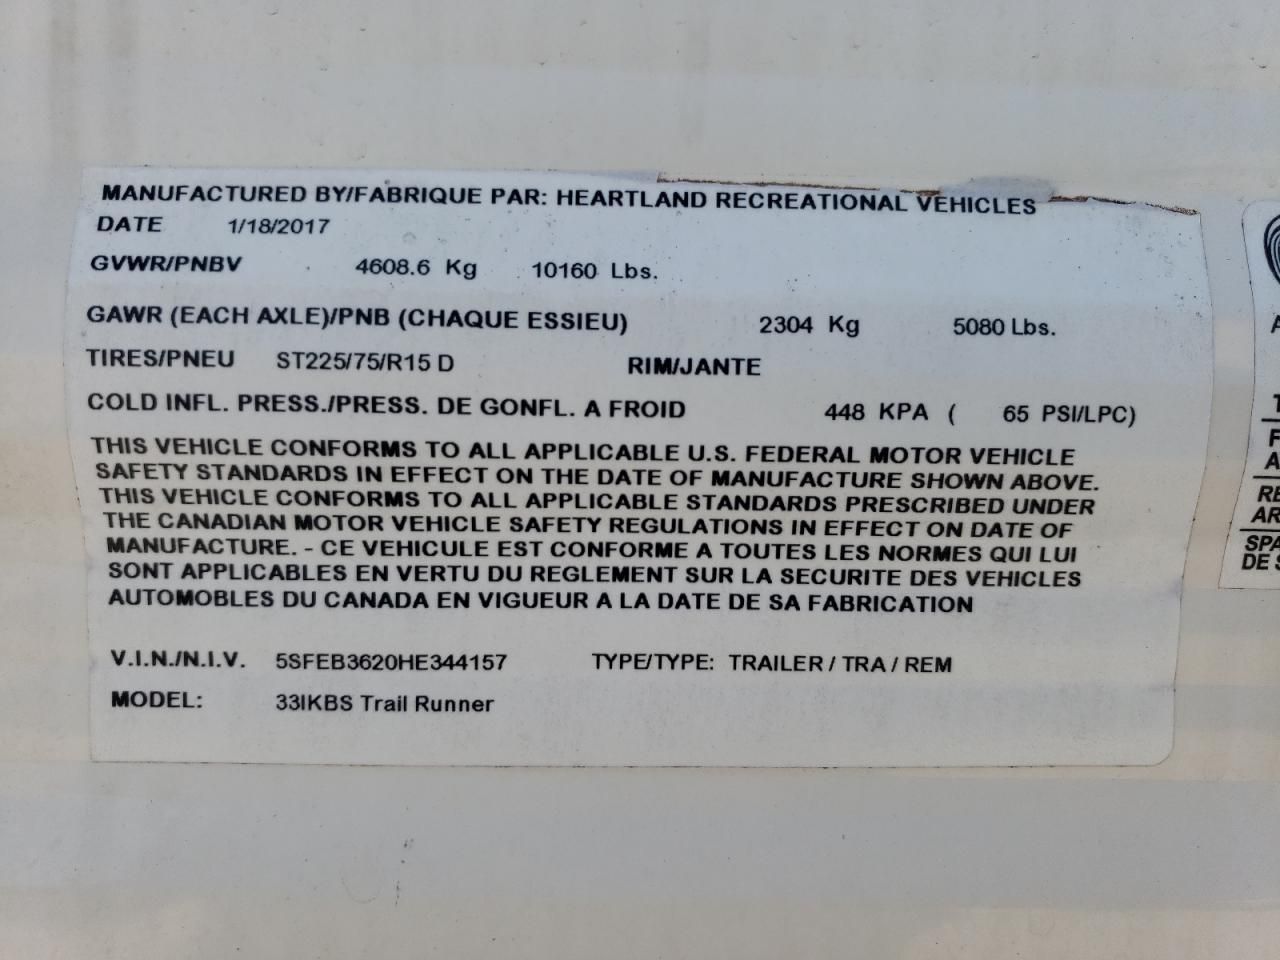 MANUFACTURED BY/FABRIQUE PAR: HEARTLAND RECREATIONAL VEHICLES
DATE 1/18/2017
GVWR/PNBV 4608.6 Kg 10160 Lbs.
GAWR (EACH AXLE)/PNB (CHAQUE ESSIEU) 2304 Kg 5080 Lbs.
TIRES/PNEU ST225/75/R15 D RIM/JANTE
COLD INFL. PRESS./PRESS. DE GONFL. A FROID 448 KPA ( 65 PSI/LPC)
THIS VEHICLE CONFORMS TO ALL APPLICABLE U.S. FEDERAL MOTOR VEHICLE
SAFETY STANDARDS IN EFFECT ON THE DATE OF MANUFACTURE SHOWN ABOVE.
THIS VEHICLE CONFORMS TO ALL APPLICABLE STANDARDS PRESCRIBED UNDER
THE CANADIAN MOTOR VEHICLE SAFETY REGULATIONS IN EFFECT ON DATE OF
MANUFACTURE. - CE VEHICULE EST CONFORME A TOUTES LES NORMES QUI LUI
SONT APPLICABLES EN VERTU DU REGLEMENT SUR LA SECURITE DES VEHICLES
AUTOMOBLES DU CANADA EN VIGUEUR A LA DATE DE SA FABRICATION
V.I.N./N.I.V. 5SFEB3620HE344157 TYPE/TYPE: TRAILER / TRA / REM
MODEL: 33IKBS Trail Runner
RE
AR
SPA
DE